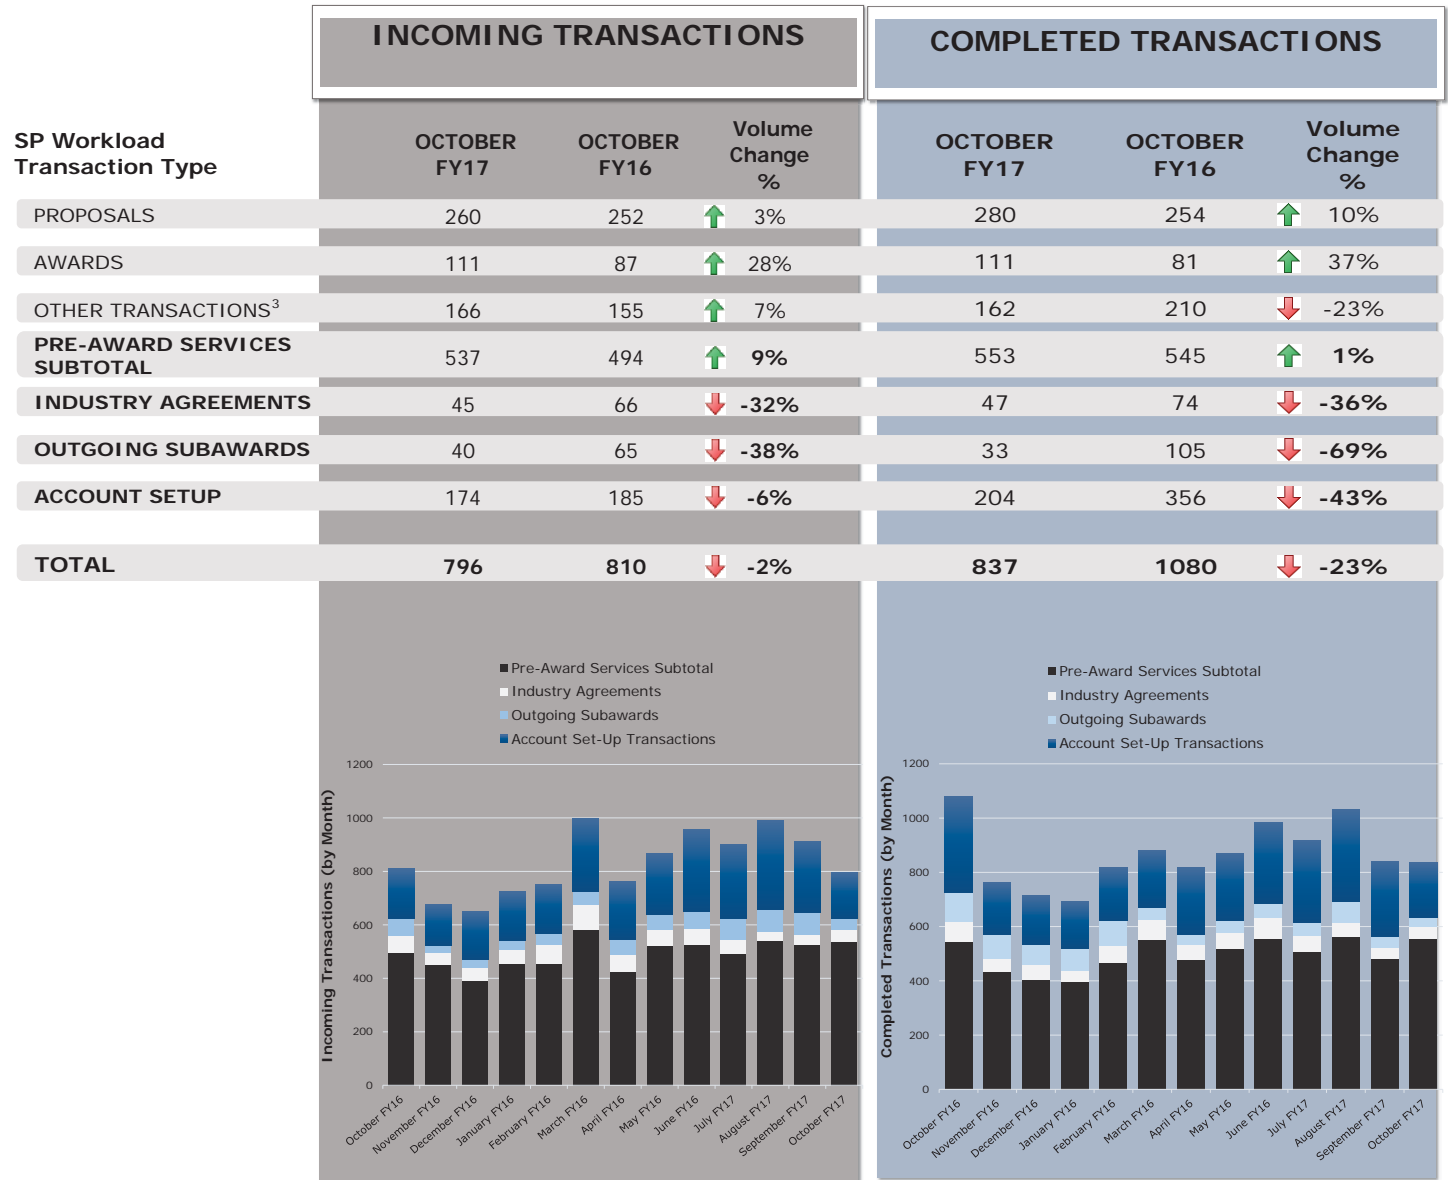 INCOMING TRANSACTIONS
COMPLETED TRANSACTIONS
SP Workload
Transaction Type
OCTOBER
FY17
OCTOBER
FY16
Volume
Change
%
OCTOBER
FY17
OCTOBER
FY16
Volume
Change
%
PROPOSALS 260 252 3% 280 254 10%
AWARDS 111 87 28% 111 81 37%
OTHER TRANSACTIONS³ 166 155 7% 162 210 -23%
PRE-AWARD SERVICES
SUBTOTAL 537 494 9% 553 545 1%
INDUSTRY AGREEMENTS 45 66 -32% 47 74 -36%
OUTGOING SUBAWARDS 40 65 -38% 33 105 -69%
ACCOUNT SETUP 174 185 -6% 204 356 -43%
TOTAL 796 810 -2% 837 1080 -23%
Pre-Award Services Subtotal
Industry Agreements
Outgoing Subawards
Account Set-Up Transactions
Incoming Transactions (by Month)
1200
1000
800
600
400
200
0
October FY16
November FY16
December FY16
January FY16
February FY16
March FY16
April FY16
May FY16
June FY16
July FY17
August FY17
September FY17
October FY17
Pre-Award Services Subtotal
Industry Agreements
Outgoing Subawards
Account Set-Up Transactions
Completed Transactions (by Month)
1200
1000
800
600
400
200
0
October FY16
November FY16
December FY16
January FY16
February FY16
March FY16
April FY16
May FY16
June FY16
July FY17
August FY17
September FY17
October FY17